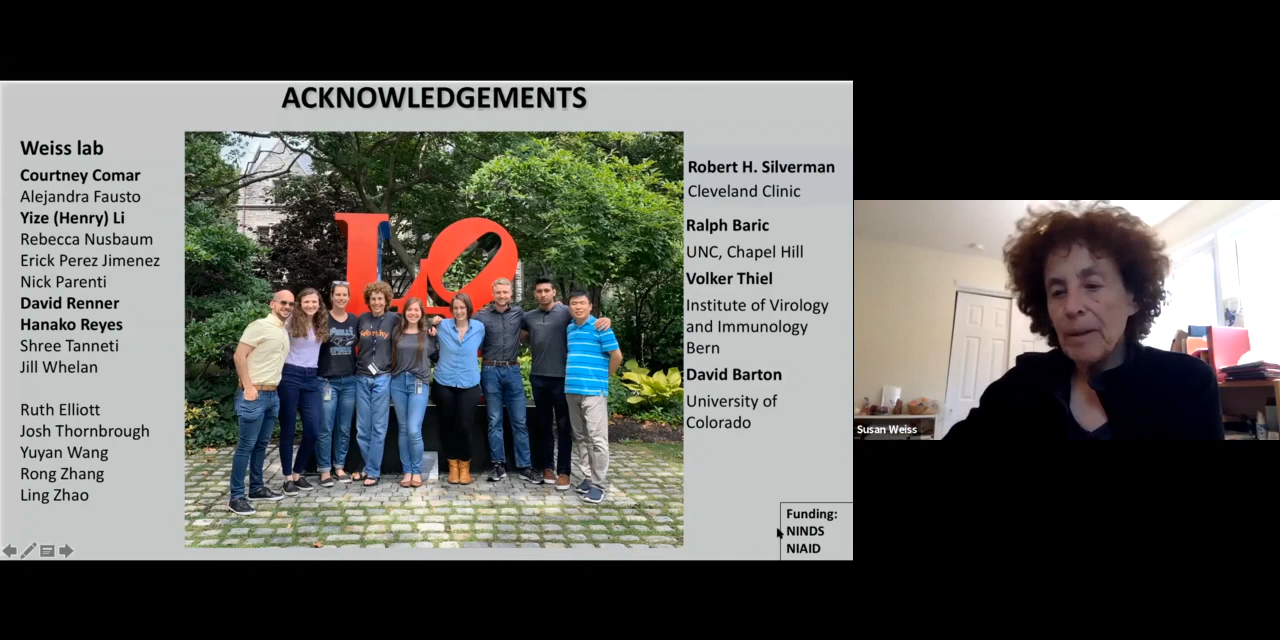 ACKNOWLEDGEMENTS
Weiss lab
Courtney Comar
Alejandra Fausto
Yize (Henry) Li
Rebecca Nusbaum
Erick Perez Jimenez
Nick Parenti
David Renner
Hanako Reyes
Shree Tanneti
Jill Whelan
Ruth Elliott
Josh Thornbrough
Yuyan Wang
Rong Zhang
Ling Zhao
LO
worthy
Robert H. Silverman
Cleveland Clinic
Ralph Baric
UNC, Chapel Hill
Volker Thiel
Institute of Virology
and Immunology
Bern
David Barton
University of
Colorado
Funding:
NINDS
NIAID
Susan Weiss